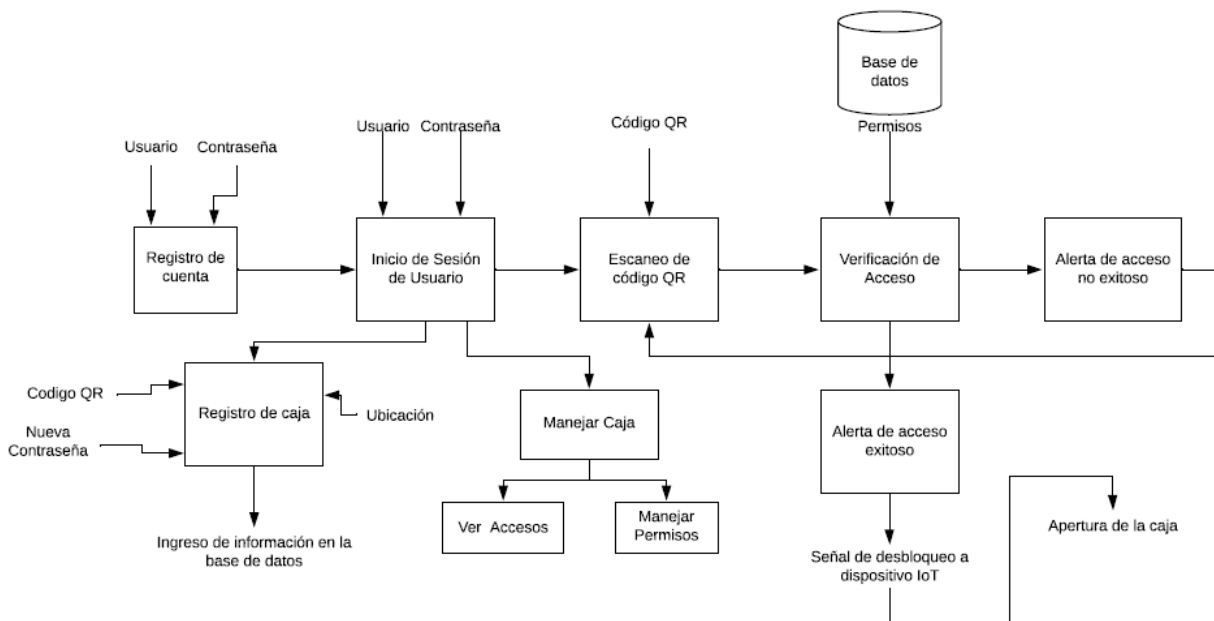 Base de
datos
Permisos
Código QR
Usuario
Contraseña
Usuario
Contraseña
Registro de
cuenta
Inicio de Sesión
de Usuario
Escaneo de
código QR
Verificación de
Acceso
Alerta de acceso
no exitoso
Codigo QR
Nueva
Contraseña
Registro de caja
Ubicación
Manejar Caja
Alerta de acceso
exitoso
Ver Accesos
Manejar
Permisos
Ingreso de información en la
base de datos
Señal de desbloqueo a
dispositivo IoT
Apertura de la caja